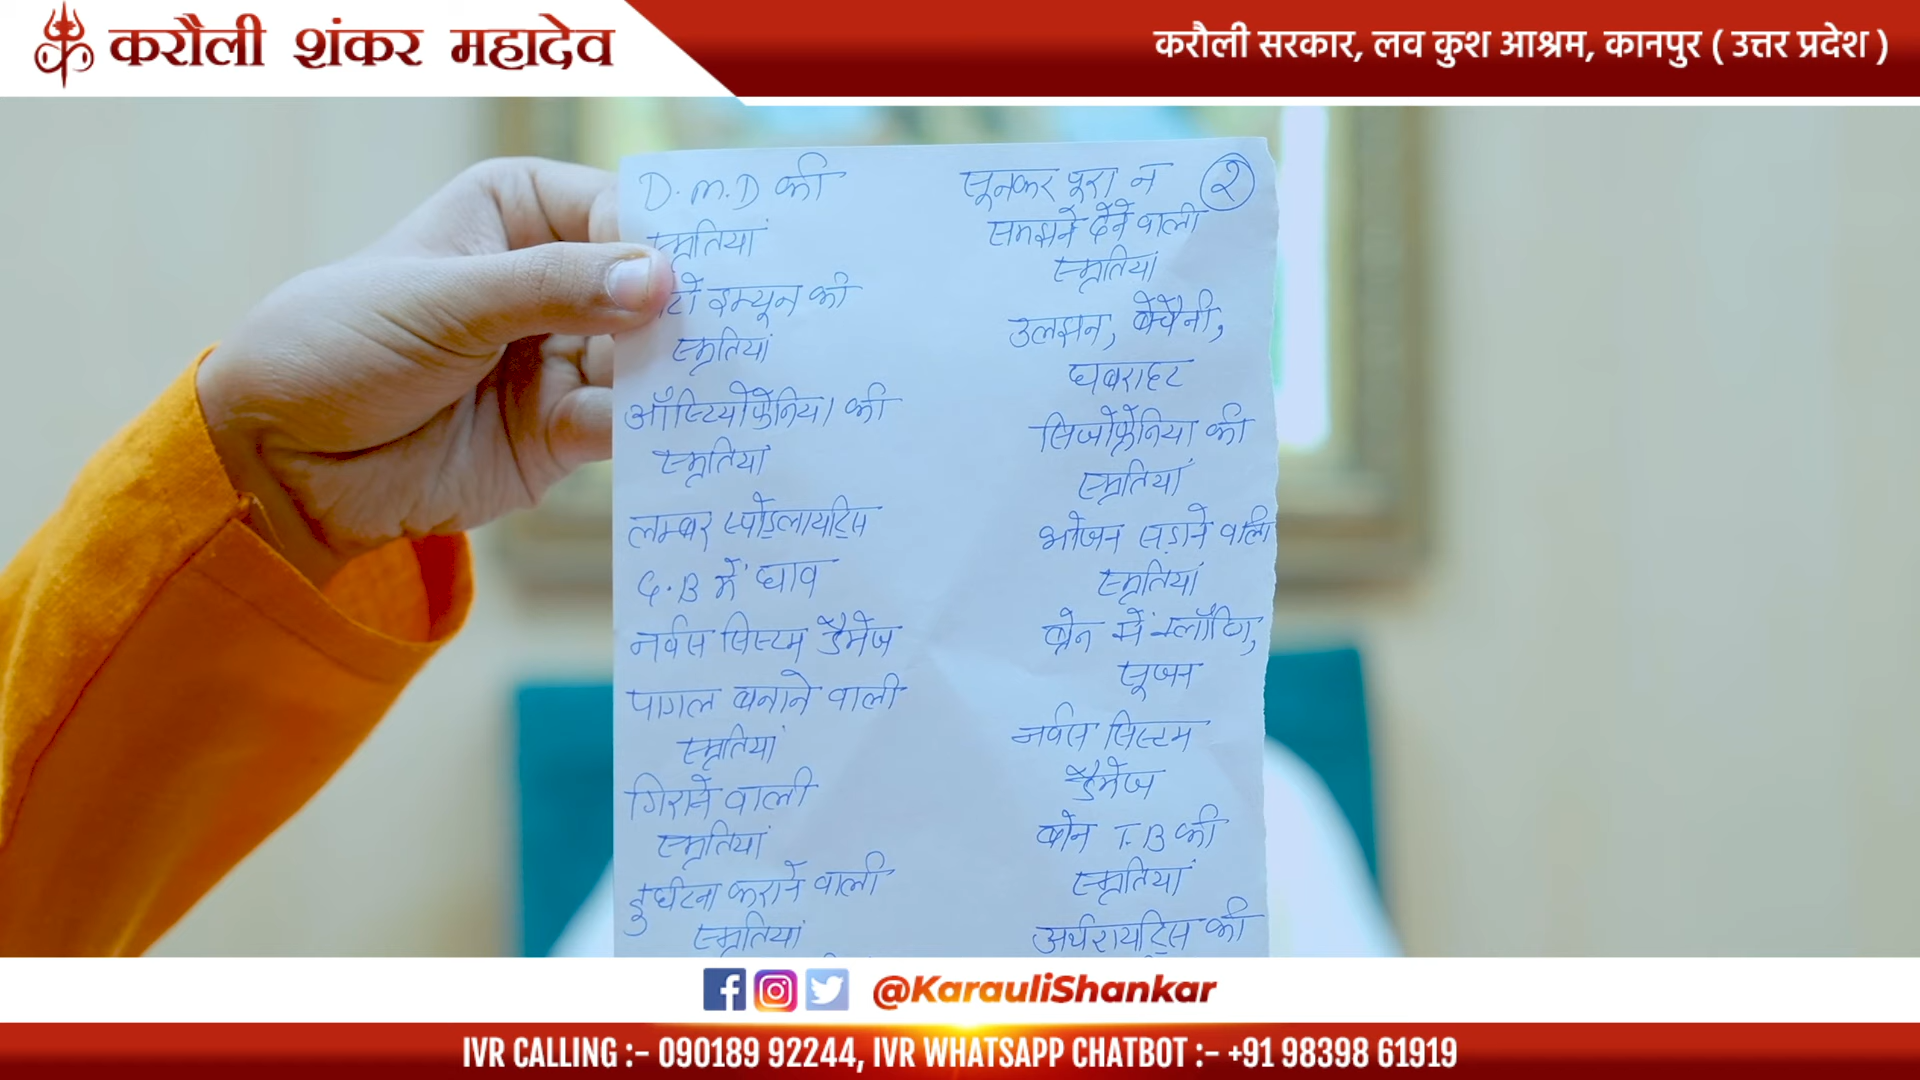 करौली शंकर महादेव
करौली सरकार, लव कुश आश्रम, कानपुर ( उत्तर प्रदेश )
D.M.D की
स्मृतियां
इम्यून की
स्मृतियां
ऑस्टियोफ्रेनिया की
स्मृतियां
लम्बर स्पोंडलायटिस
G.B में घाव
नर्वस सिस्टम डैमेज
पागल बनाने वाली
स्मृतियां
गिराने वाली
स्मृतियां
दुर्घटना कराने वाली
स्मृतियां
सुनकर पूरा न २
समझने देने वाली
स्मृतियां
उलझन, बेचैनी,
घबराहट
सिजोफ्रेनिया की
स्मृतियां
भोजन सड़ाने वाली
स्मृतियां
ब्रेन में क्लॉटिंग,
सूजन
नर्वस सिस्टम
डैमेज
बोन T.B की
स्मृतियां
अर्थरायटिस की
@KarauliShankar
IVR CALLING :- 090189 92244, IVR WHATSAPP CHATBOT :- +91 98398 61919